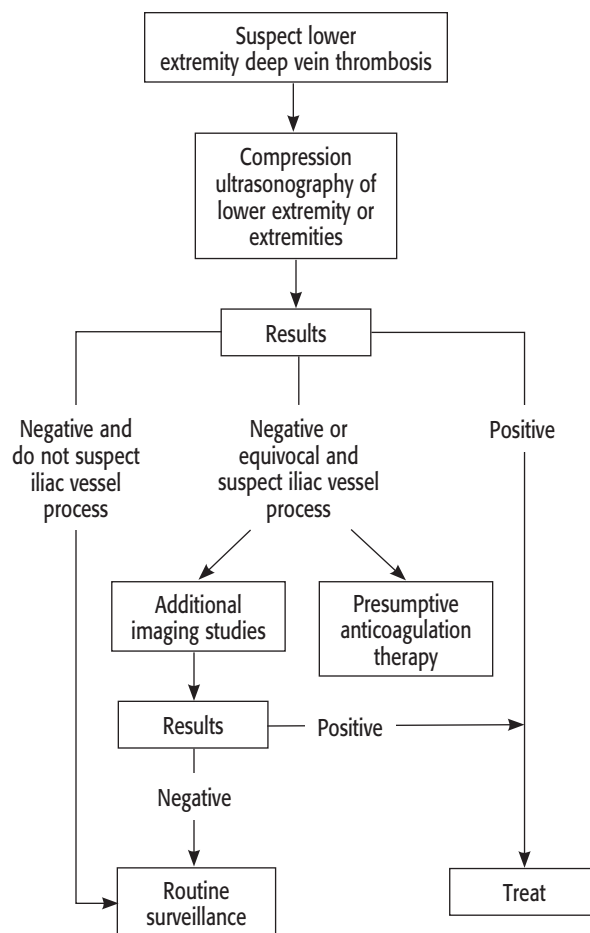 Suspect lower
extremity deep vein thrombosis
Compression
ultrasonography of
lower extremity or
extremities
Results
Negative and
do not suspect
iliac vessel
process
Negative or
equivocal and
suspect iliac vessel
process
Positive
Additional
imaging studies
Presumptive
anticoagulation
therapy
Results
Positive
Negative
Routine
surveillance
Treat